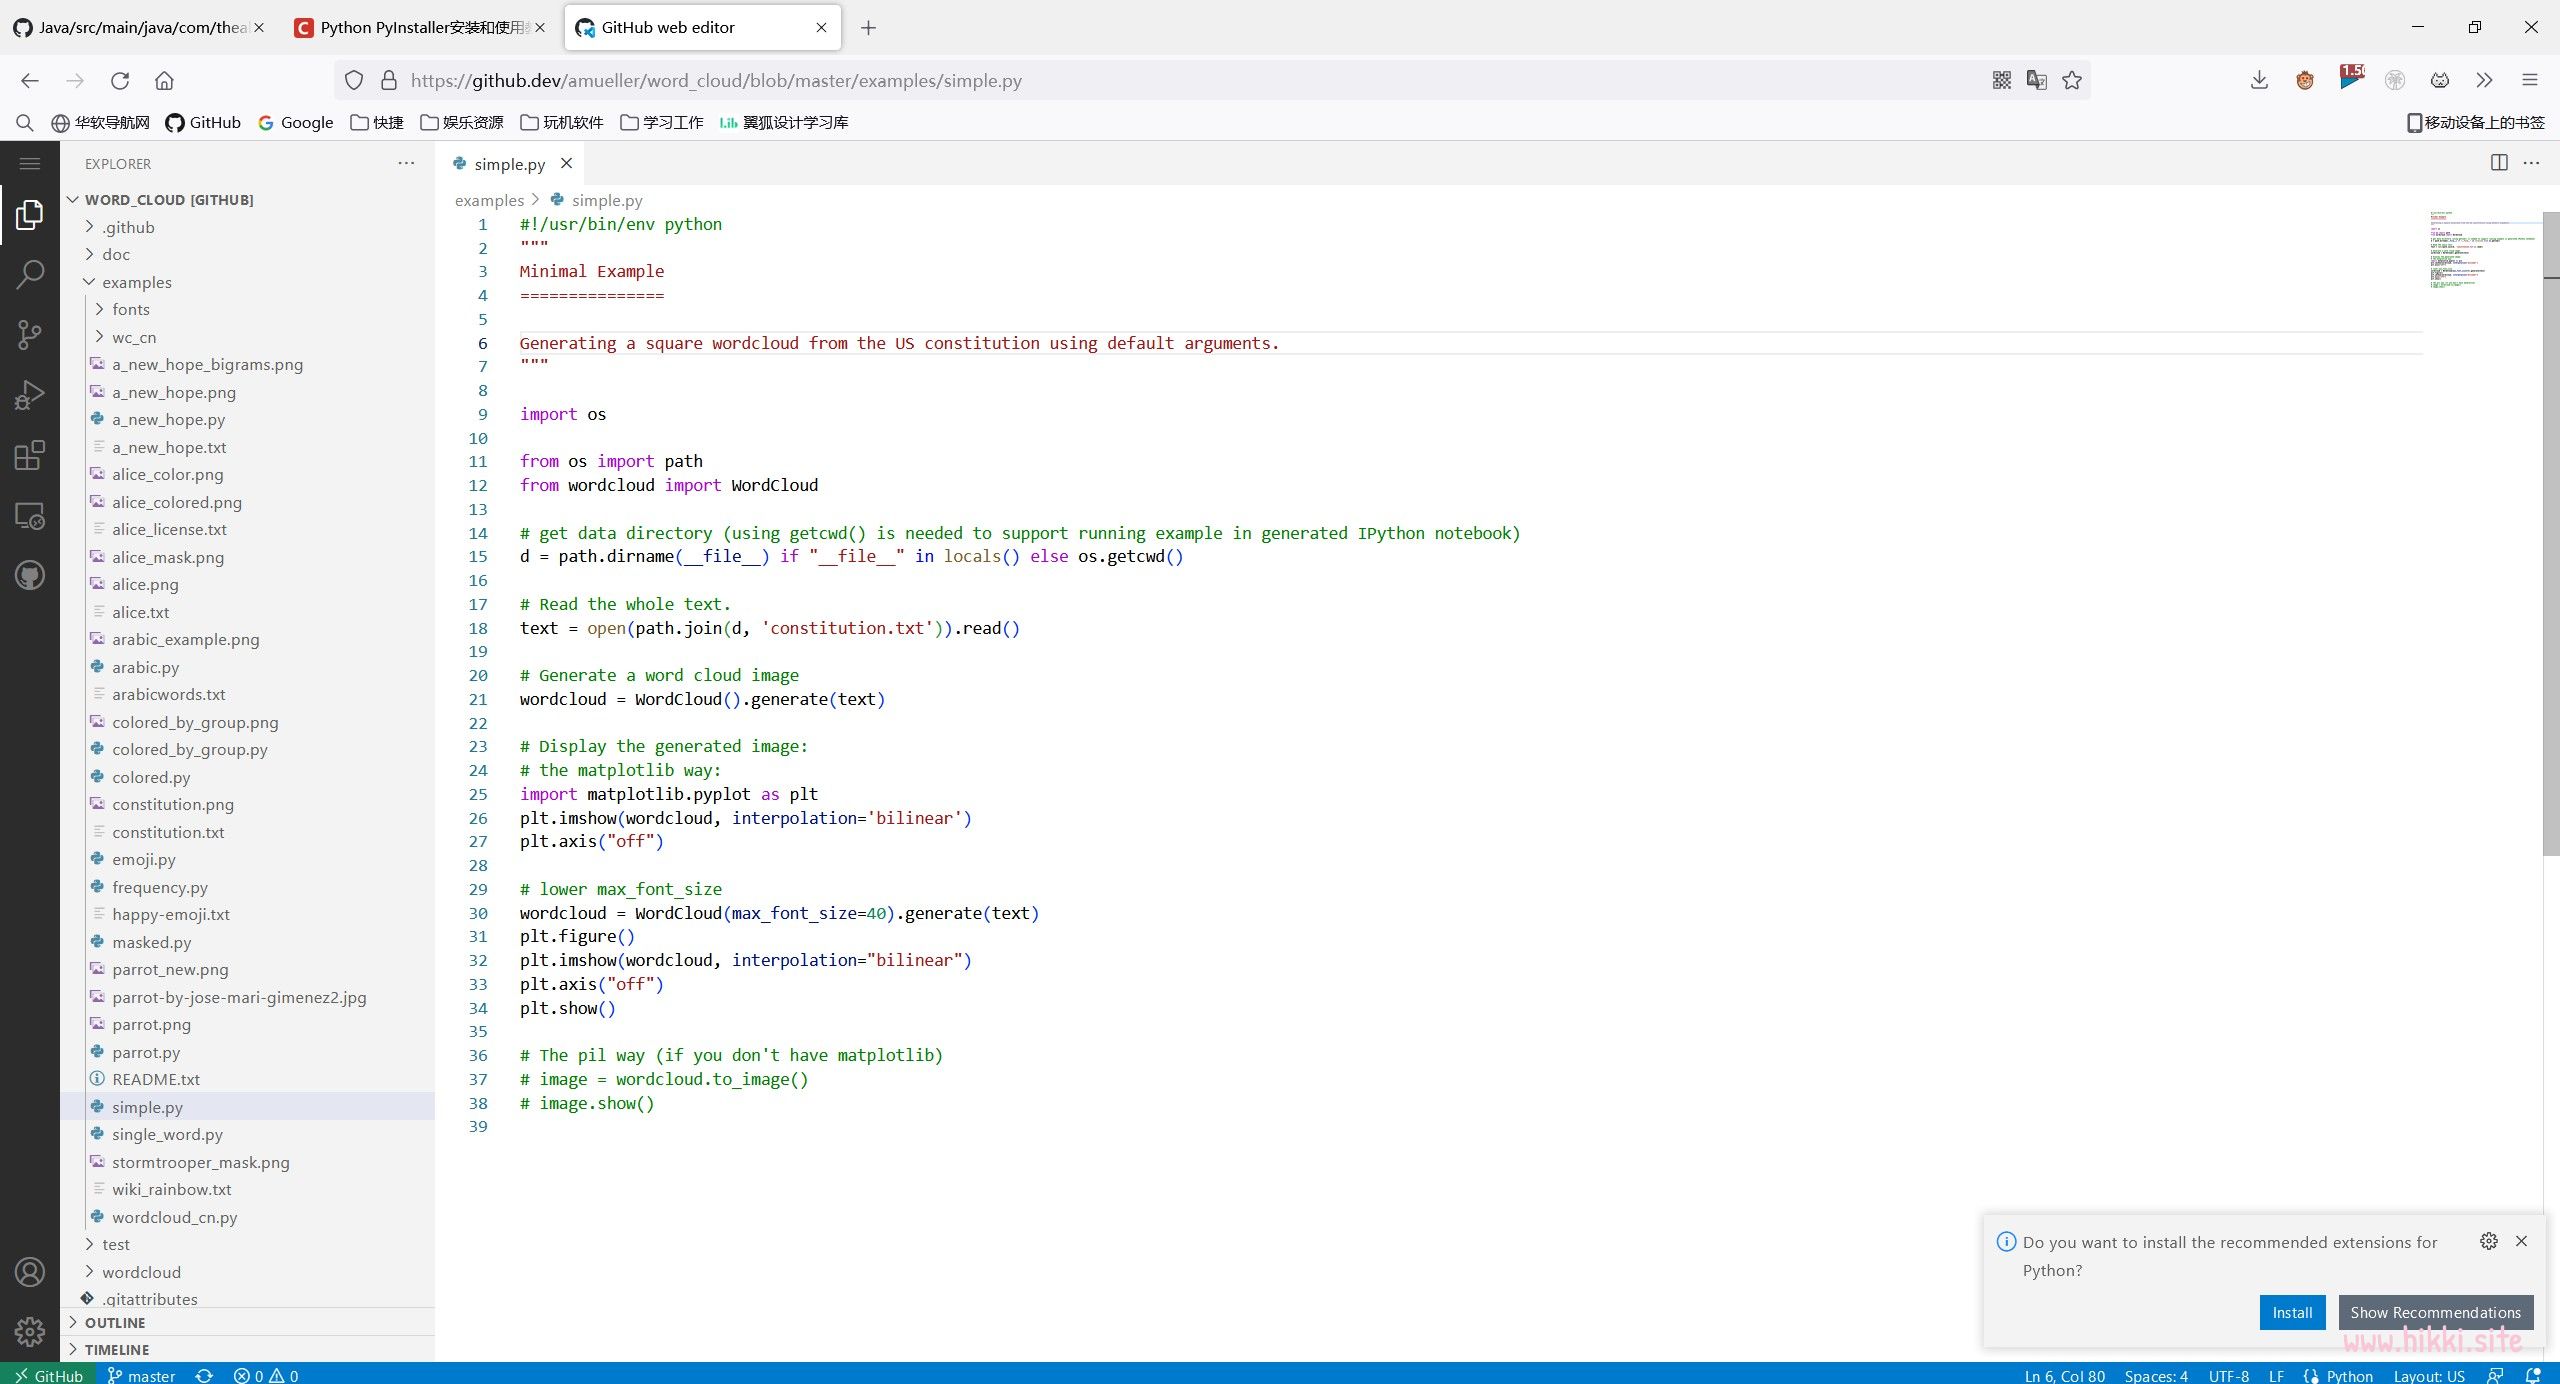 Java/src/main/java/com/theal
Python PyInstaller安装和使用
GitHub web editor
https://github.dev/amueller/word_cloud/blob/master/examples/simple.py
1.50
华软导航网
GitHub
Google
快捷
娱乐资源
玩机软件
学习工作
翼狐设计学习库
移动设备上的书签
EXPLORER
WORD_CLOUD [GITHUB]
.github
doc
examples
fonts
wc_cn
a_new_hope_bigrams.png
a_new_hope.png
a_new_hope.py
a_new_hope.txt
alice_color.png
alice_colored.png
alice_license.txt
alice_mask.png
alice.png
alice.txt
arabic_example.png
arabic.py
arabicwords.txt
colored_by_group.png
colored_by_group.py
colored.py
constitution.png
constitution.txt
emoji.py
frequency.py
happy-emoji.txt
masked.py
parrot_new.png
parrot-by-jose-mari-gimenez2.jpg
parrot.png
parrot.py
README.txt
simple.py
single_word.py
stormtrooper_mask.png
wiki_rainbow.txt
wordcloud_cn.py
test
wordcloud
.gitattributes
OUTLINE
TIMELINE
simple.py
examples > simple.py
1 #!/usr/bin/env python
2 """
3 Minimal Example
4 ===============
5
6 Generating a square wordcloud from the US constitution using default arguments.
7 """
8
9 import os
10
11 from os import path
12 from wordcloud import WordCloud
13
14 # get data directory (using getcwd() is needed to support running example in generated IPython notebook)
15 d = path.dirname(__file__) if "__file__" in locals() else os.getcwd()
16
17 # Read the whole text.
18 text = open(path.join(d, 'constitution.txt')).read()
19
20 # Generate a word cloud image
21 wordcloud = WordCloud().generate(text)
22
23 # Display the generated image:
24 # the matplotlib way:
25 import matplotlib.pyplot as plt
26 plt.imshow(wordcloud, interpolation='bilinear')
27 plt.axis("off")
28
29 # lower max_font_size
30 wordcloud = WordCloud(max_font_size=40).generate(text)
31 plt.figure()
32 plt.imshow(wordcloud, interpolation="bilinear")
33 plt.axis("off")
34 plt.show()
35
36 # The pil way (if you don't have matplotlib)
37 # image = wordcloud.to_image()
38 # image.show()
39
Do you want to install the recommended extensions for
Python?
Install
Show Recommendations
www.hikki.site
GitHub
master
0
0
Ln 6, Col 80
Spaces: 4
UTF-8
LF
Python
Layout: US